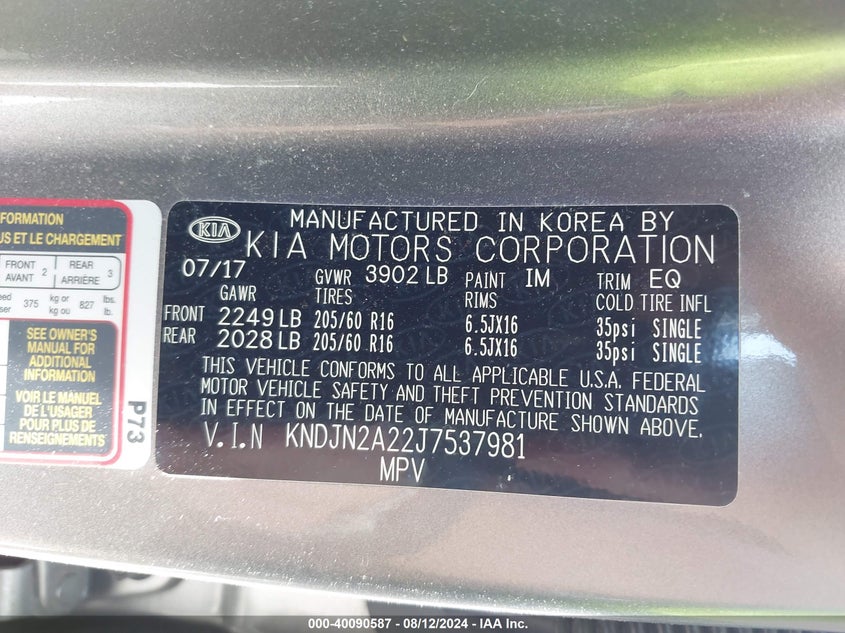 FORMATION
US ET LE CHARGEMENT
FRONT AVANT 2 REAR ARRIÈRE 3
375 kg or kg ou 827 lbs. lb.
SEE OWNER'S
MANUAL FOR
ADDITIONAL
INFORMATION
VOIR LE MANUEL
DE L'USAGER
POUR PLUS DE
RENSEIGNEMENTS
P73
KIA
MANUFACTURED IN KOREA BY
KIA MOTORS CORPORATION
07/17 GVWR 3902 LB PAINT IM TRIM EQ
GAWR TIRES RIMS COLD TIRE INFL
FRONT 2249 LB 205/60 R16 6.5JX16 35psi SINGLE
REAR 2028 LB 205/60 R16 6.5JX16 35psi SINGLE
THIS VEHICLE CONFORMS TO ALL APPLICABLE U.S.A. FEDERAL
MOTOR VEHICLE SAFETY AND THEFT PREVENTION STANDARDS
IN EFFECT ON THE DATE OF MANUFACTURE SHOWN ABOVE.
V.I.N KNDJN2A22J7537981
MPV
000-40090587 - 08/12/2024 - IAA Inc.